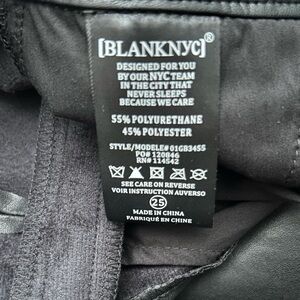 [BLANKNYC]®
DESIGNED FOR YOU
BY OUR NYC TEAM
IN THE CITY THAT
NEVER SLEEPS
BECAUSE WE CARE
55% POLYURETHANE
45% POLYESTER
STYLE/MODELE# 01GB3455
PO# 120846
RN# 114542
SEE CARE ON REVERSE
VOIR INSTRUCTION AUVERSO
25
MADE IN CHINA
FABRIQUÉ EN CHINE